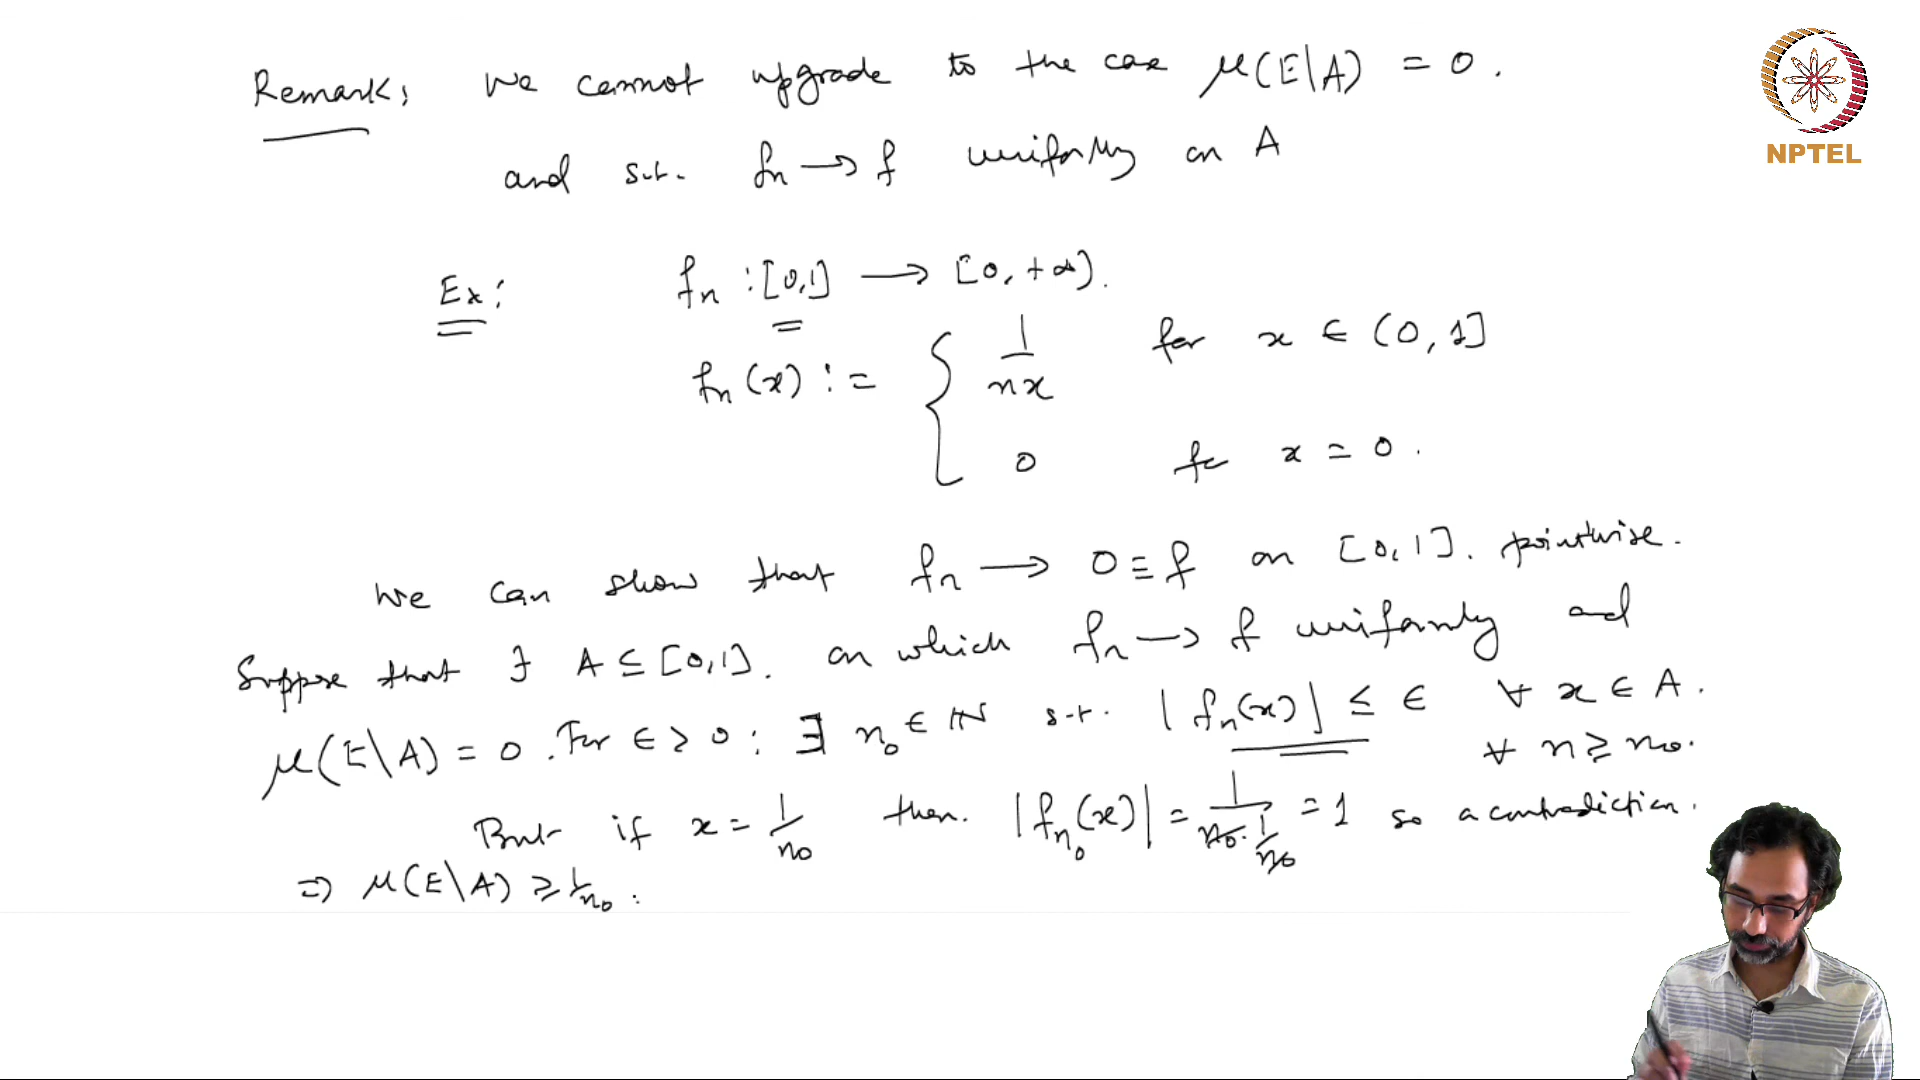 Remark: We cannot upgrade to the case μ(E\A) = 0.
and s.t. fn → f uniformly on A
NPTEL
Ex: fn : [0,1] → [0, +∞).
fn(x) := { 1/nx for x ∈ (0, 1]
0 for x = 0.
We can show that fn → 0 ≡ f on [0,1]. pointwise.
Suppose that ∃ A ⊆ [0,1]. on which fn → f uniformly and
μ(E\A) = 0. For ϵ > 0 : ∃ n₀ ∈ ℕ s.t. |fn(x)| ≤ ϵ ∀ x ∈ A.
∀ n ≥ n₀.
But if x = 1/n₀ then. |fn₀(x)| = 1/(n₀·1/n₀) = 1 so a contradiction.
⇒ μ(E\A) ≥ 1/n₀.